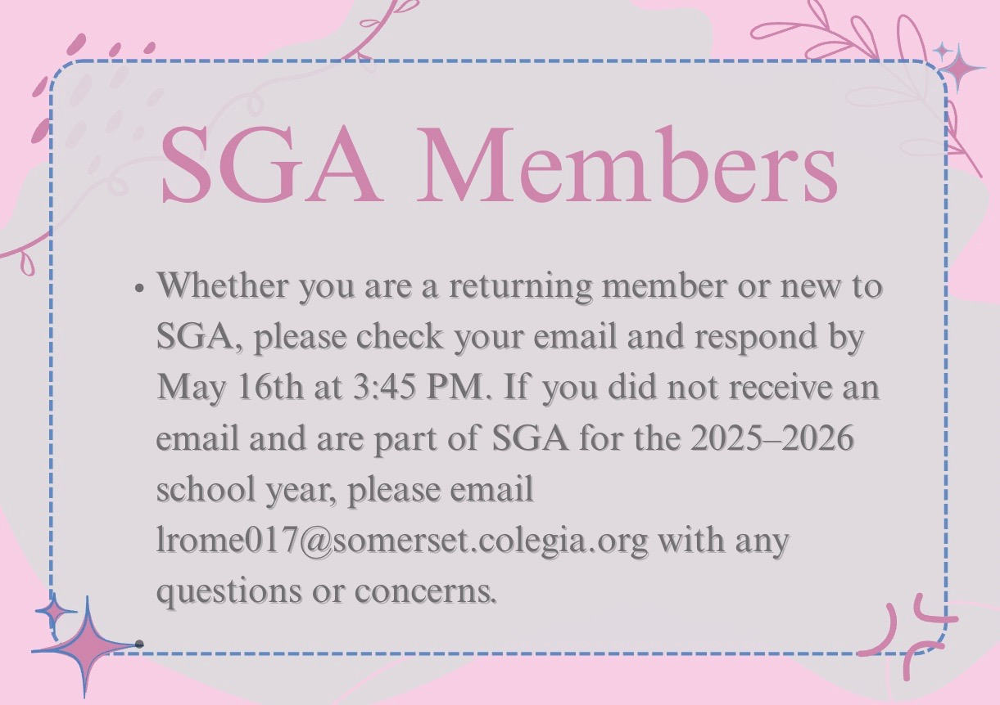 SGA Members
• Whether you are a returning member or new to
SGA, please check your email and respond by
May 16th at 3:45 PM. If you did not receive an
email and are part of SGA for the 2025–2026
school year, please email
lrome017@somerset.colegia.org with any
questions or concerns.
•